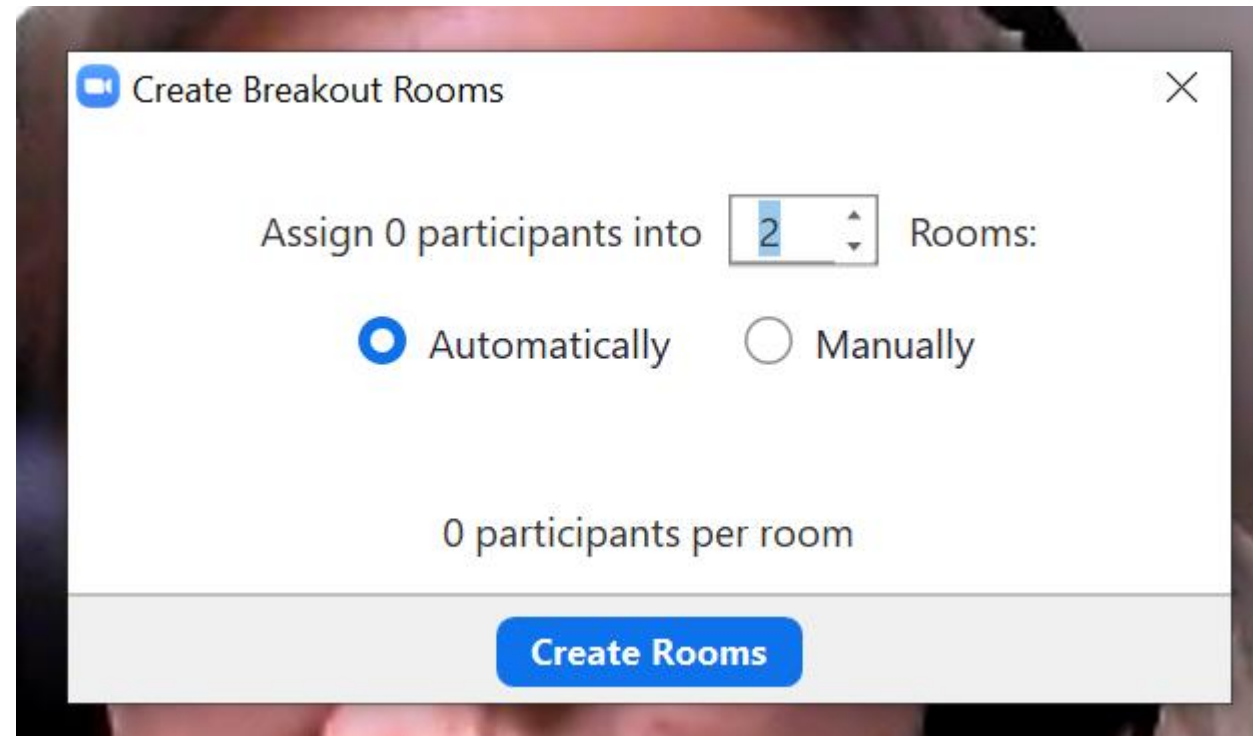 Create Breakout Rooms
Assign 0 participants into 2 Rooms:
Automatically Manually
0 participants per room
Create Rooms